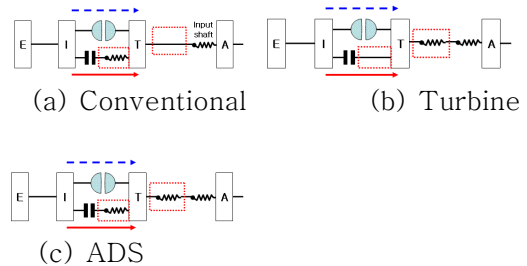 E I T Input shaft A
(a) Conventional
E I T A
(b) Turbine
E I T A
(c) ADS